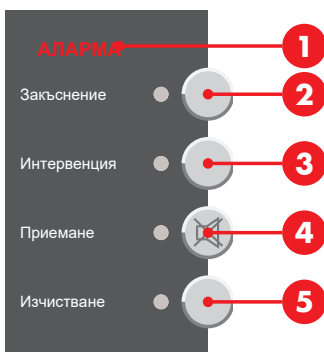 АЛАРМА 1
Закъснение 2
Интервенция 3
Приемане 4
Изчистване 5